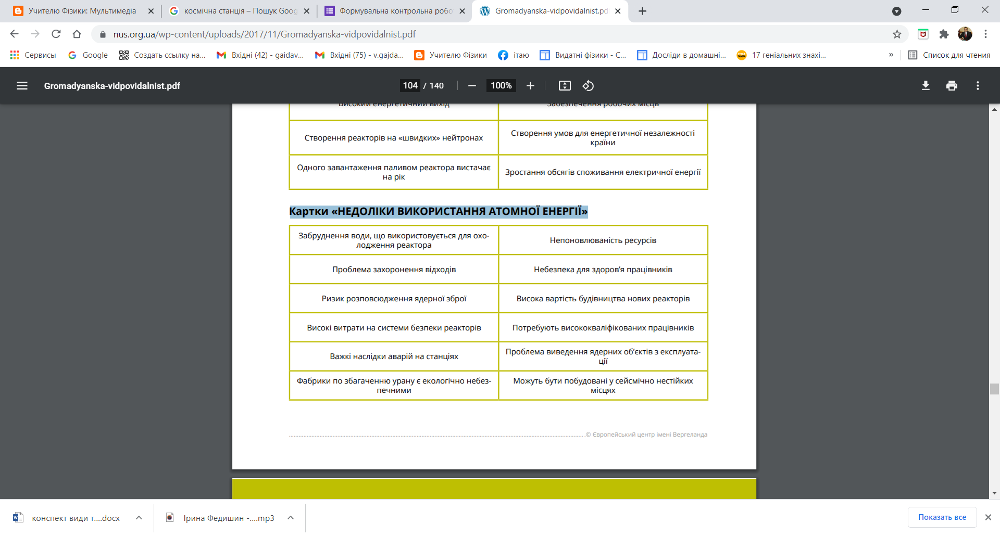 Учителю Фізики: Мультимедіа
космічна станція – Пошук Goog
Формувальна контрольна робо
Gromadyanska-vidpovidalnist.pd
nus.org.ua/wp-content/uploads/2017/11/Gromadyanska-vidpovidalnist.pdf
Сервисы
Google
Создать ссылку на...
Вхідні (42) - gaidav...
Вхідні (75) - v.gajda...
Учителю Фізики
ітаю
Видатні фізики - С...
Досліди в домашні...
17 геніальних знахі...
»
Список для чтения
Gromadyanska-vidpovidalnist.pdf
104 / 140
100%
Високий енергетичний вихід
Забезпечення робочих місць
Створення реакторів на «швидких» нейтронах
Створення умов для енергетичної незалежності
країни
Одного завантаження паливом реактора вистачає
на рік
Зростання обсягів споживання електричної енергії
Картки «НЕДОЛІКИ ВИКОРИСТАННЯ АТОМНОЇ ЕНЕРГІЇ»
Забруднення води, що використовується для охо-
лодження реактора
Непоновлюваність ресурсів
Проблема захоронення відходів
Небезпека для здоров’я працівників
Ризик розповсюдження ядерної зброї
Висока вартість будівництва нових реакторів
Високі витрати на системи безпеки реакторів
Потребують висококваліфікованих працівників
Важкі наслідки аварій на станціях
Проблема виведення ядерних об’єктів з експлуата-
ції
Фабрики по збагаченню урану є екологічно небез-
печними
Можуть бути побудовані у сейсмічно нестійких
місцях
© Європейський центр імені Вергеланда
конспект види т....docx
Ірина Федишин -....mp3
Показать все